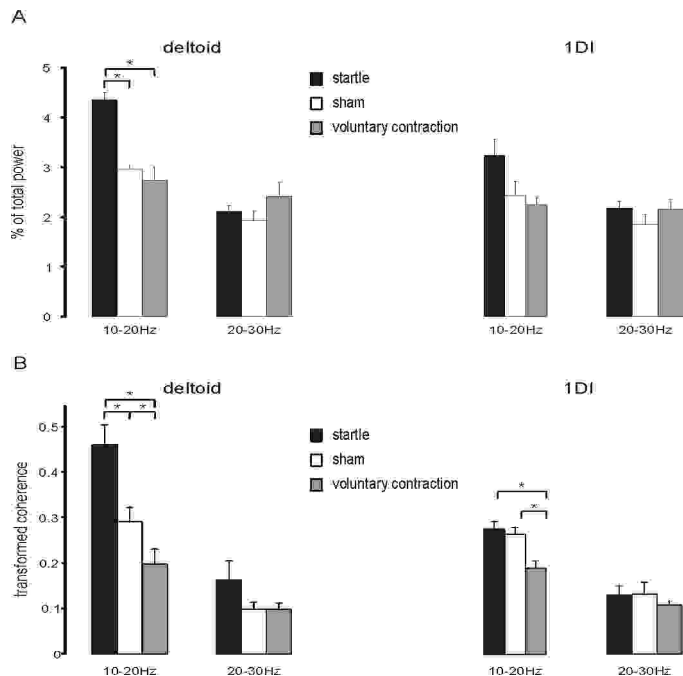 A
deltoid
1DI
startle
sham
voluntary contraction
% of total power
5
4
3
2
1
0
*
*
10-20Hz
20-30Hz
10-20Hz
20-30Hz
B
deltoid
1DI
startle
sham
voluntary contraction
transformed coherence
0.5
0.4
0.3
0.2
0.1
0
*
*
*
*
*
10-20Hz
20-30Hz
10-20Hz
20-30Hz